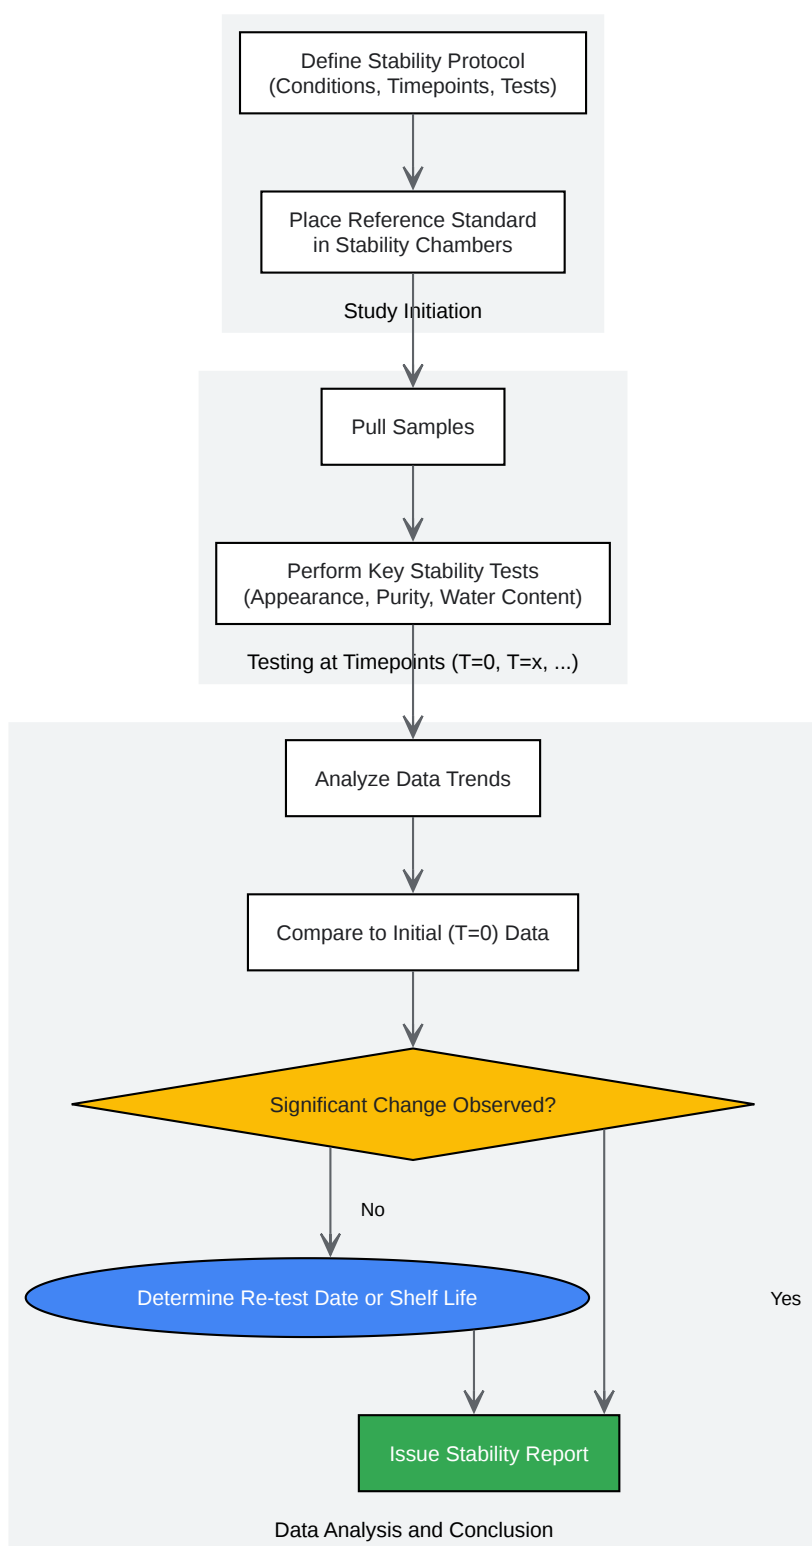 Define Stability Protocol
(Conditions, Timepoints, Tests)
Place Reference Standard
in Stability Chambers
Study Initiation
Pull Samples
Perform Key Stability Tests
(Appearance, Purity, Water Content)
Testing at Timepoints (T=0, T=x, ...)
Analyze Data Trends
Compare to Initial (T=0) Data
Significant Change Observed?
No
Determine Re-test Date or Shelf Life
Yes
Issue Stability Report
Data Analysis and Conclusion